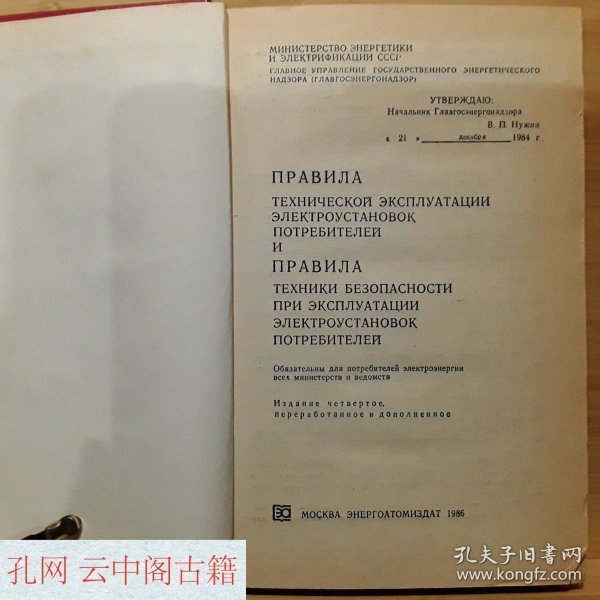 МИНИСТЕРСТВО ЭНЕРГЕТИКИ
И ЭЛЕКТРИФИКАЦИИ СССР
ГЛАВНОЕ УПРАВЛЕНИЕ ГОСУДАРСТВЕННОГО ЭНЕРГЕТИЧЕСКОГО
НАДЗОРА (ГЛАВГОСЭНЕРГОНАДЗОР)
УТВЕРЖДАЮ:
Начальник Главгосэнергонадзора
В. П. Нужин
« 21 » декабря 1984 г.
ПРАВИЛА
ТЕХНИЧЕСКОЙ ЭКСПЛУАТАЦИИ
ЭЛЕКТРОУСТАНОВОК
ПОТРЕБИТЕЛЕЙ
И
ПРАВИЛА
ТЕХНИКИ БЕЗОПАСНОСТИ
ПРИ ЭКСПЛУАТАЦИИ
ЭЛЕКТРОУСТАНОВОК
ПОТРЕБИТЕЛЕЙ
Обязательны для потребителей электроэнергии
всех министерств и ведомств
Издание четвертое,
переработанное и дополненное
МОСКВА ЭНЕРГОАТОМИЗДАТ 1986
孔网 云中阁古籍
孔夫子旧书网
www.kongfz.com